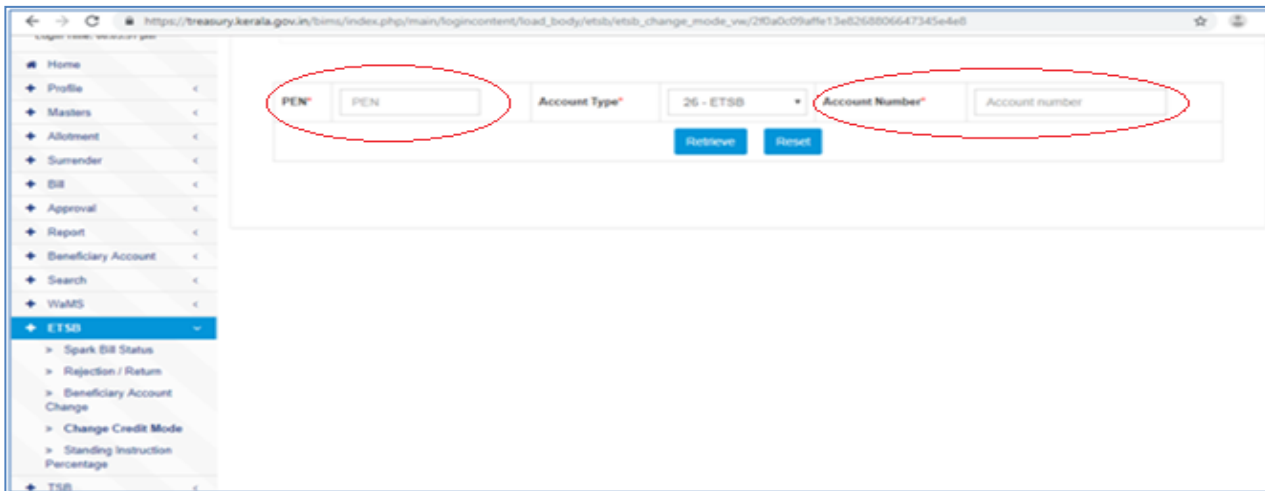 https://treasury.kerala.gov.in/bims/index.php/main/logincontent/load_body/etsb/etsb_change_mode_vw/2f0a0c09affe13e8268806647345e4e8
Home
Profile
Masters
Allotment
Surrender
Bill
Approval
Report
Beneficiary Account
Search
WaMS
ETSB
Spark Bill Status
Rejection / Return
Beneficiary Account
Change
Change Credit Mode
Standing Instruction
Percentage
TSB
PEN* PEN Account Type* 26 - ETSB Account Number* Account number
Retrieve Reset